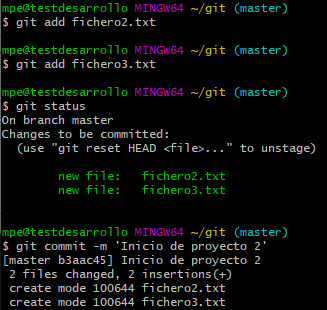 mpe@testdesarrollo MINGW64 ~/git (master)
$ git add fichero2.txt
mpe@testdesarrollo MINGW64 ~/git (master)
$ git add fichero3.txt
mpe@testdesarrollo MINGW64 ~/git (master)
$ git status
On branch master
Changes to be committed:
  (use "git reset HEAD <file>..." to unstage)
        new file:   fichero2.txt
        new file:   fichero3.txt
mpe@testdesarrollo MINGW64 ~/git (master)
$ git commit -m 'Inicio de proyecto 2'
[master b3aac45] Inicio de proyecto 2
 2 files changed, 2 insertions(+)
 create mode 100644 fichero2.txt
 create mode 100644 fichero3.txt